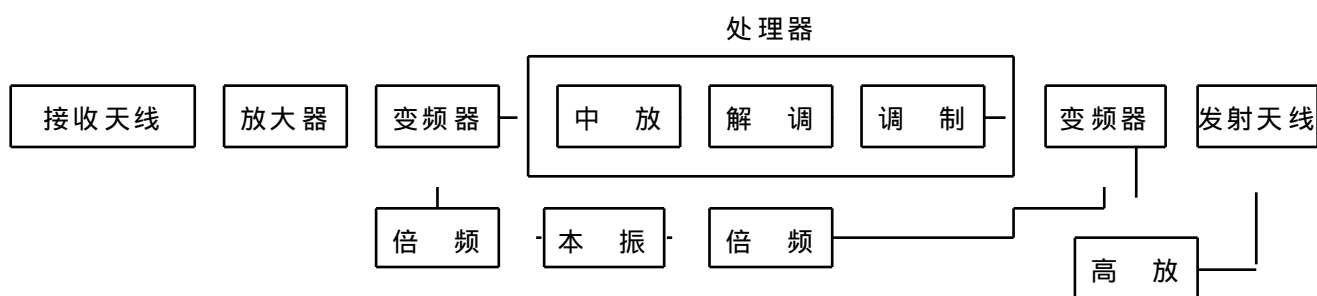 处理器
接收天线 放大器 变频器 中 放 解 调 调 制 变频器 发射天线
倍 频 本 振 倍 频
高 放